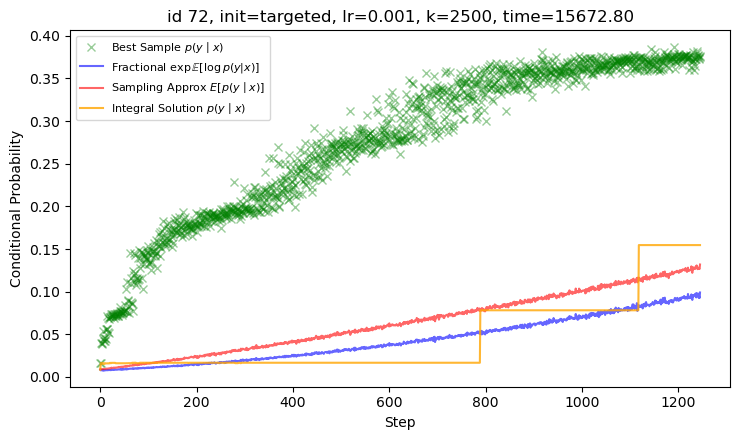 id 72, init=targeted, lr=0.001, k=2500, time=15672.80
Best Sample p(y | x)
Fractional exp𝔼[log p(y|x)]
Sampling Approx E[p(y | x)]
Integral Solution p(y | x)
Conditional Probability
0.40
0.35
0.30
0.25
0.20
0.15
0.10
0.05
0.00
0 200 400 600 800 1000 1200
Step